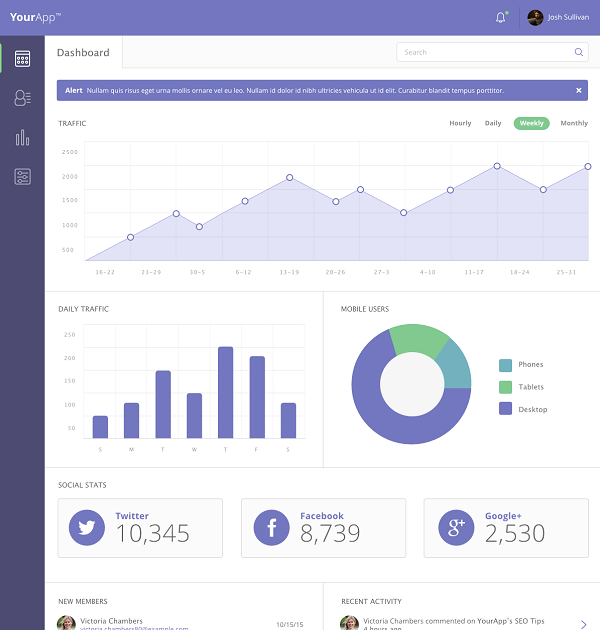 YourApp™
Josh Sullivan
Dashboard
Search
Alert Nullam quis risus eget urna mollis ornare vel eu leo. Nullam id dolor id nibh ultricies vehicula ut id elit. Curabitur blandit tempus porttitor.
TRAFFIC
Hourly Daily Weekly Monthly
2500
2000
1500
1000
500
16-22 23-29 30-5 6-12 13-19 20-26 27-3 4-10 11-17 18-24 25-31
DAILY TRAFFIC
250
200
150
100
50
S M T W T F S
MOBILE USERS
Phones
Tablets
Desktop
SOCIAL STATS
Twitter
10,345
Facebook
8,739
Google+
2,530
NEW MEMBERS
Victoria Chambers
victoria.chambers80@example.com
10/15/15
RECENT ACTIVITY
Victoria Chambers commented on YourApp's SEO Tips
4 hours ago